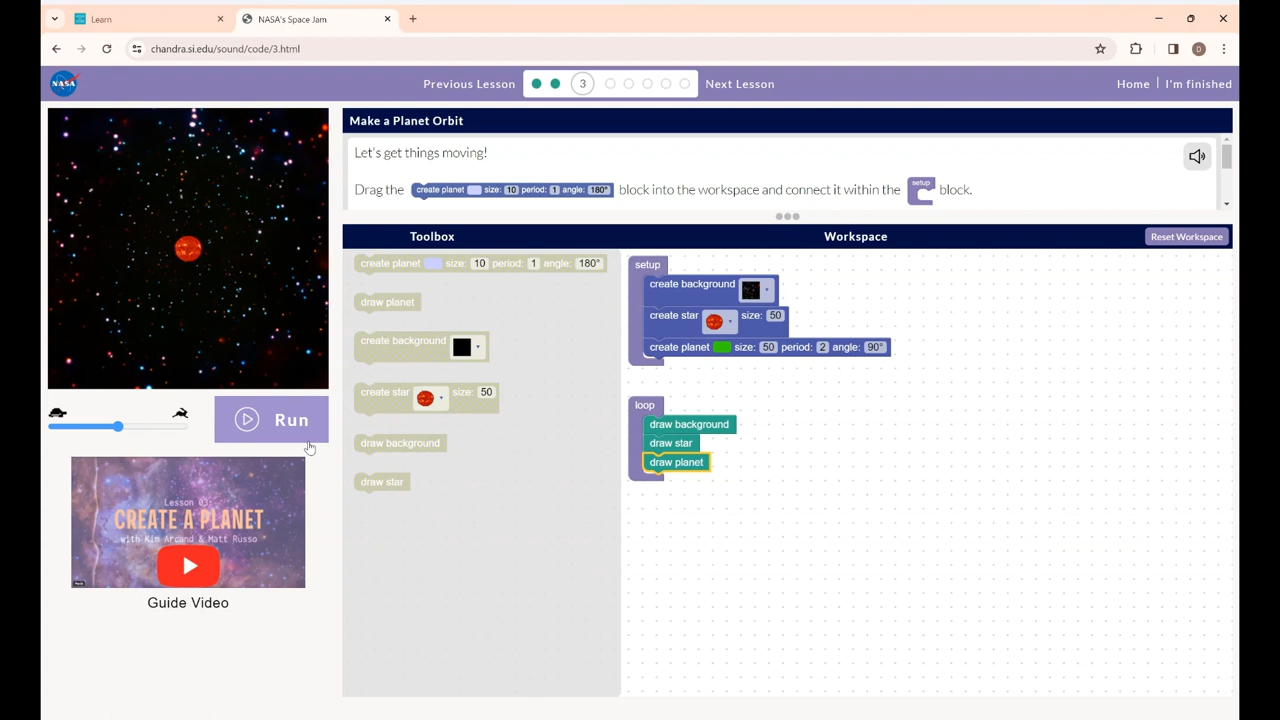 Learn
NASA's Space Jam
chandra.si.edu/sound/code/3.html
D
NASA
Previous Lesson
3
Next Lesson
Home
I'm finished
Make a Planet Orbit
Let's get things moving!
Drag the create planet size: 10 period: 1 angle: 180° block into the workspace and connect it within the setup block.
Toolbox
Workspace
Reset Workspace
create planet size: 10 period: 1 angle: 180°
draw planet
create background
create star size: 50
draw background
draw star
setup
create background
create star size: 50
create planet size: 50 period: 2 angle: 90°
loop
draw background
draw star
draw planet
Run
Lesson 03:
CREATE A PLANET
with Kim Arcand & Matt Russo
Guide Video